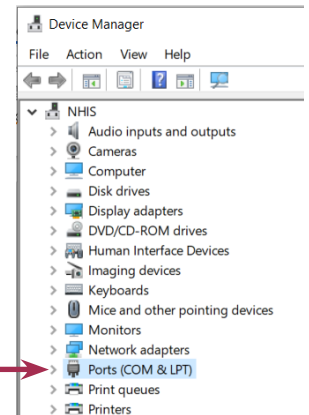 Device Manager
File Action View Help
NHIS
Audio inputs and outputs
Cameras
Computer
Disk drives
Display adapters
DVD/CD-ROM drives
Human Interface Devices
Imaging devices
Keyboards
Mice and other pointing devices
Monitors
Network adapters
Ports (COM & LPT)
Print queues
Printers